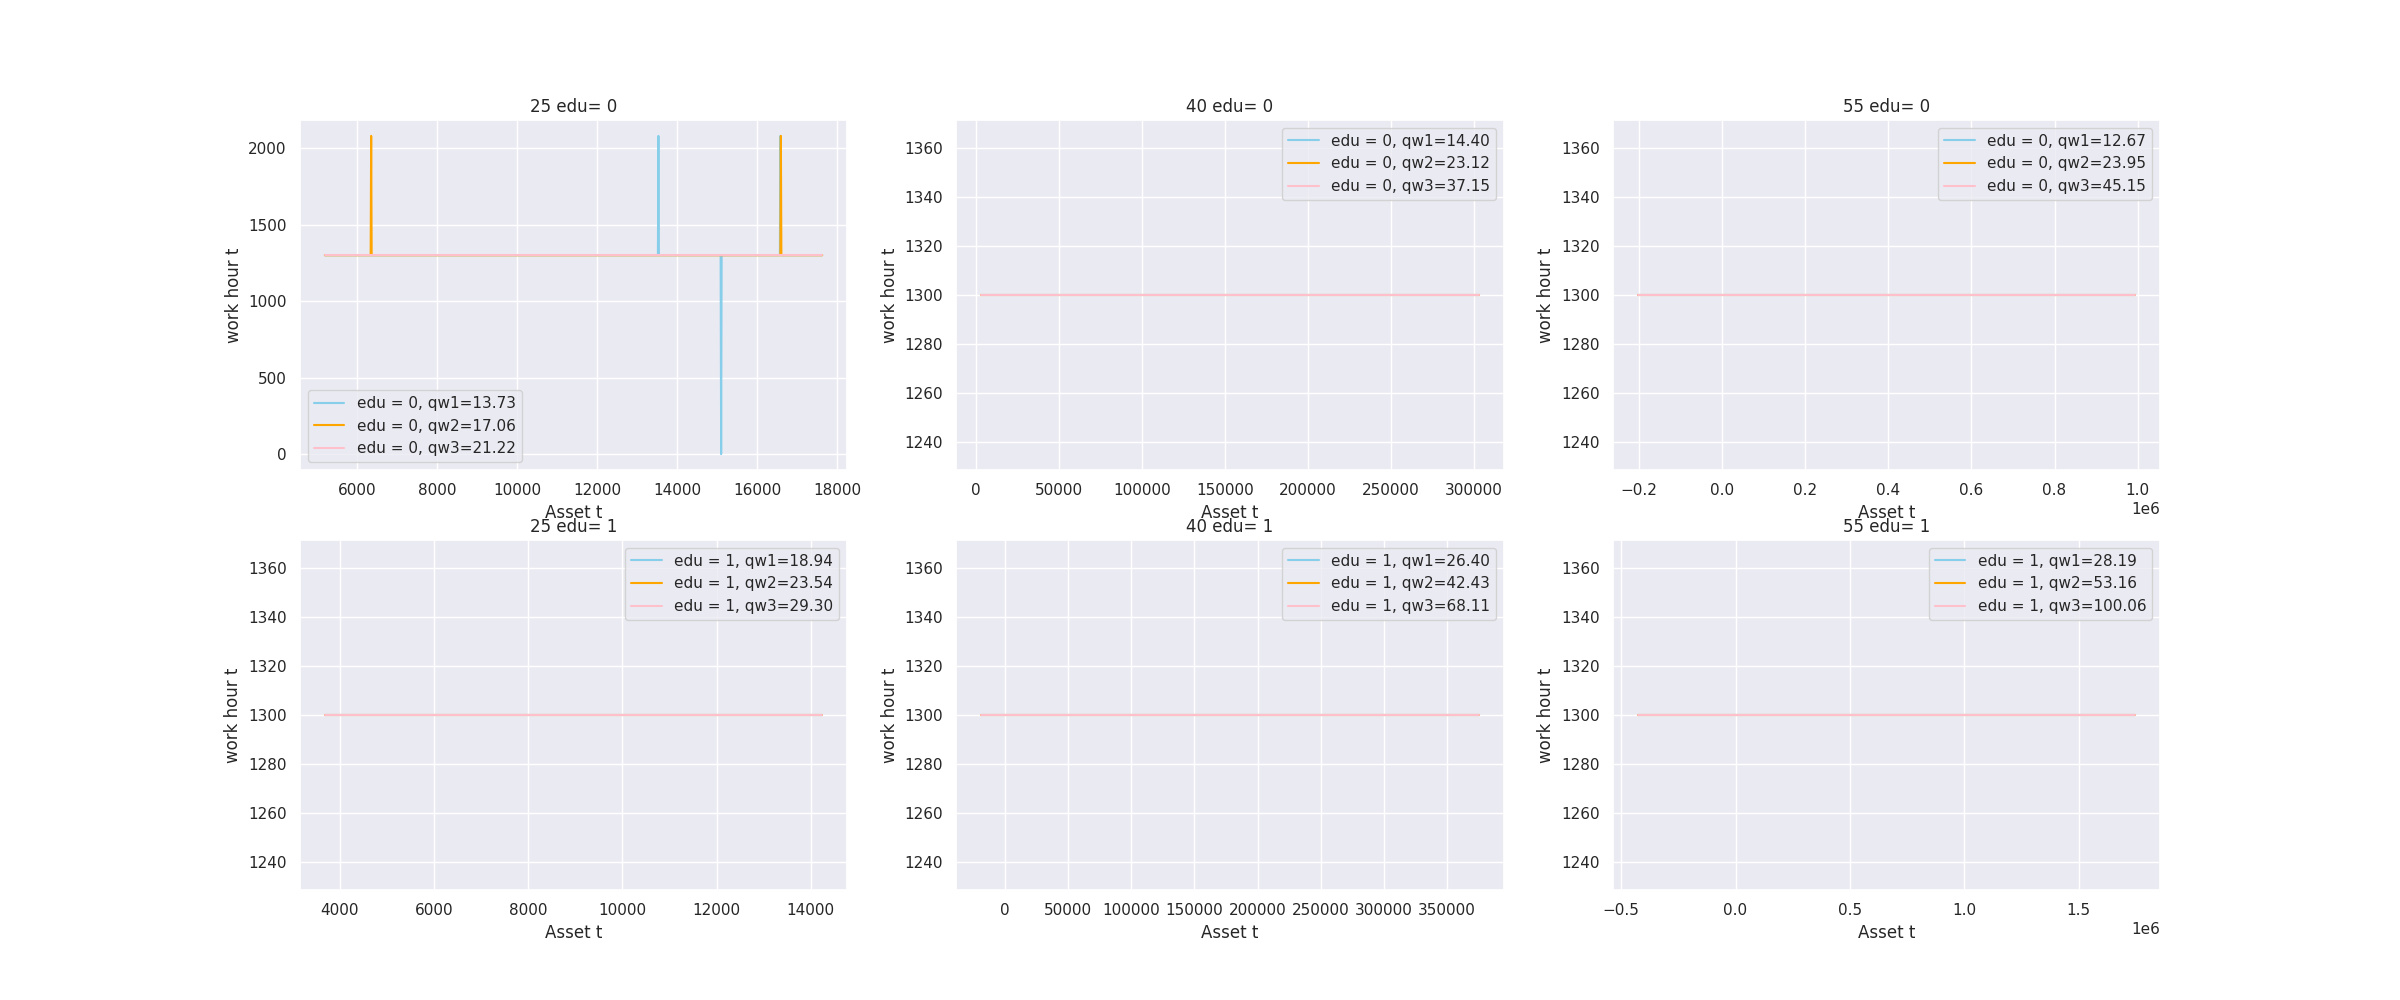 25 edu= 0
work hour t
2000
1500
1000
500
0
edu = 0, qw1=13.73
edu = 0, qw2=17.06
edu = 0, qw3=21.22
6000 8000 10000 12000 14000 16000 18000
Asset t
40 edu= 0
work hour t
1360
1340
1320
1300
1280
1260
1240
edu = 0, qw1=14.40
edu = 0, qw2=23.12
edu = 0, qw3=37.15
0 50000 100000 150000 200000 250000 300000
Asset t
55 edu= 0
work hour t
1360
1340
1320
1300
1280
1260
1240
edu = 0, qw1=12.67
edu = 0, qw2=23.95
edu = 0, qw3=45.15
−0.2 0.0 0.2 0.4 0.6 0.8 1.0
1e6
Asset t
25 edu= 1
work hour t
1360
1340
1320
1300
1280
1260
1240
edu = 1, qw1=18.94
edu = 1, qw2=23.54
edu = 1, qw3=29.30
4000 6000 8000 10000 12000 14000
Asset t
40 edu= 1
work hour t
1360
1340
1320
1300
1280
1260
1240
edu = 1, qw1=26.40
edu = 1, qw2=42.43
edu = 1, qw3=68.11
0 50000 100000 150000 200000 250000 300000 350000
Asset t
55 edu= 1
work hour t
1360
1340
1320
1300
1280
1260
1240
edu = 1, qw1=28.19
edu = 1, qw2=53.16
edu = 1, qw3=100.06
−0.5 0.0 0.5 1.0 1.5
1e6
Asset t